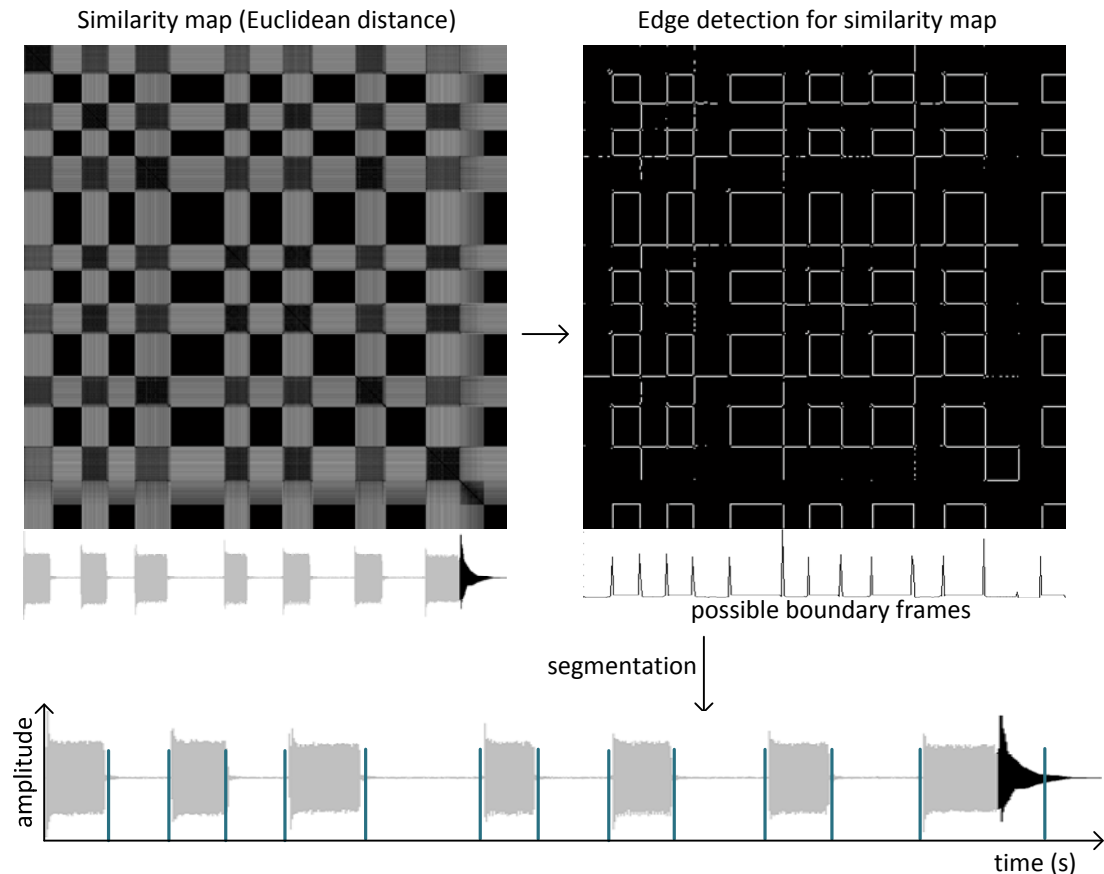 Similarity map (Euclidean distance)
Edge detection for similarity map
possible boundary frames
segmentation
amplitude
time (s)